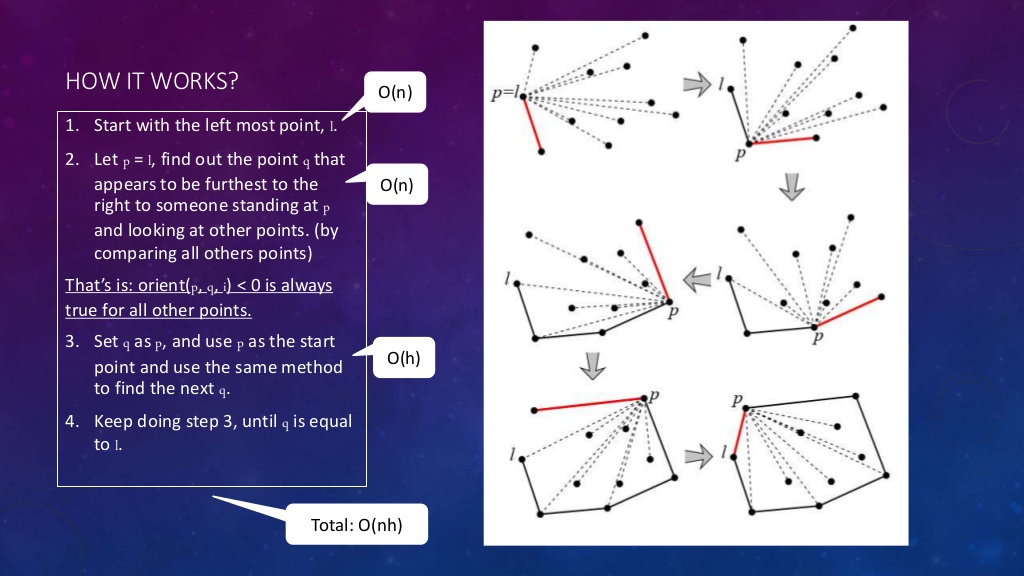 HOW IT WORKS?
O(n)
1. Start with the left most point, l.
2. Let p = l, find out the point q that
appears to be furthest to the
right to someone standing at p
and looking at other points. (by
comparing all others points)
O(n)
That's is: orient(p, q, i) < 0 is always
true for all other points.
3. Set q as p, and use p as the start
point and use the same method
to find the next q.
O(h)
4. Keep doing step 3, until q is equal
to l.
Total: O(nh)
p=l
l
p
l
p
l
p
l
p
l
p